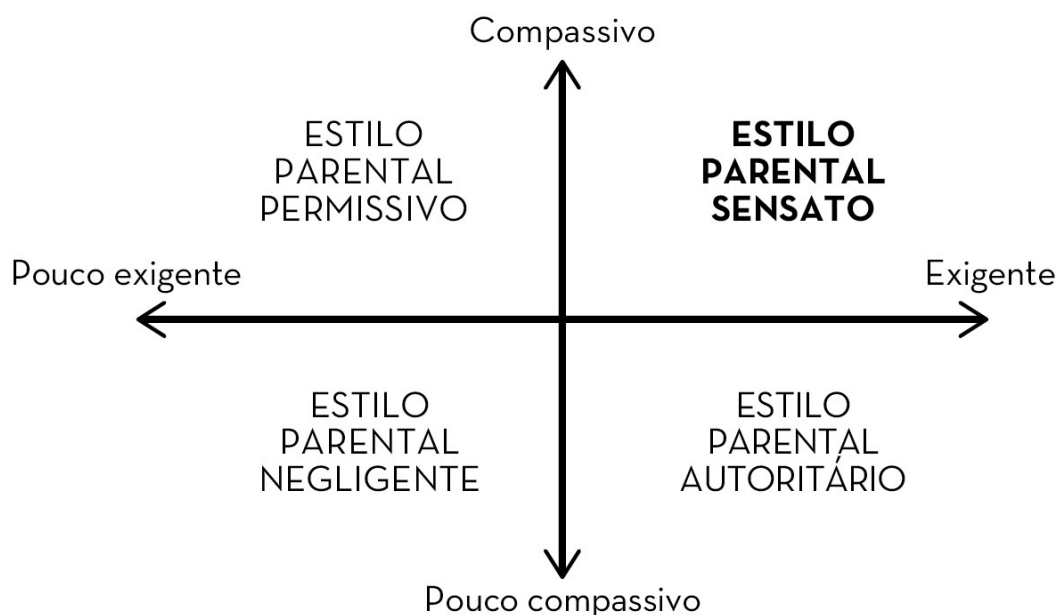 Compassivo
ESTILO
PARENTAL
PERMISSIVO
ESTILO
PARENTAL
SENSATO
Pouco exigente
Exigente
ESTILO
PARENTAL
NEGLIGENTE
ESTILO
PARENTAL
AUTORITÁRIO
Pouco compassivo